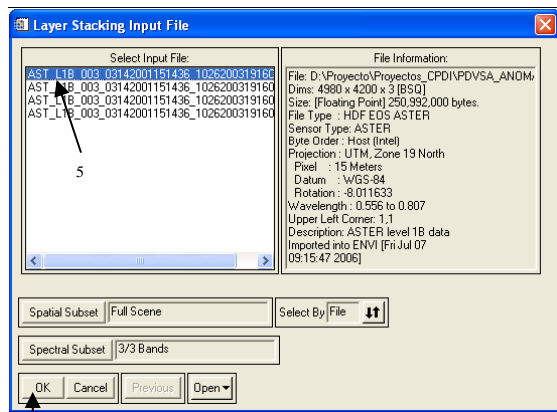 Layer Stacking Input File
Select Input File:
AST_L1B_003_03142001151436_1026200319160
AST_L1B_003_03142001151436_1026200319160
AST_L1B_003_03142001151436_1026200319160
AST_L1B_003_03142001151436_1026200319160
5
File Information:
File: D:\Proyecto\Proyectos_CPDI\PDVSA_ANOM
Dims: 4980 x 4200 x 3 [BSQ]
Size: [Floating Point] 250,992,000 bytes.
File Type : HDF EOS ASTER
Sensor Type: ASTER
Byte Order : Host (Intel)
Projection : UTM, Zone 19 North
Pixel : 15 Meters
Datum : WGS-84
Rotation : -8.011633
Wavelength : 0.556 to 0.807
Upper Left Corner: 1,1
Description: ASTER level 1B data
Imported into ENVI [Fri Jul 07
09:15:47 2006]
Spatial Subset Full Scene Select By File
Spectral Subset 3/3 Bands
OK Cancel Previous Open